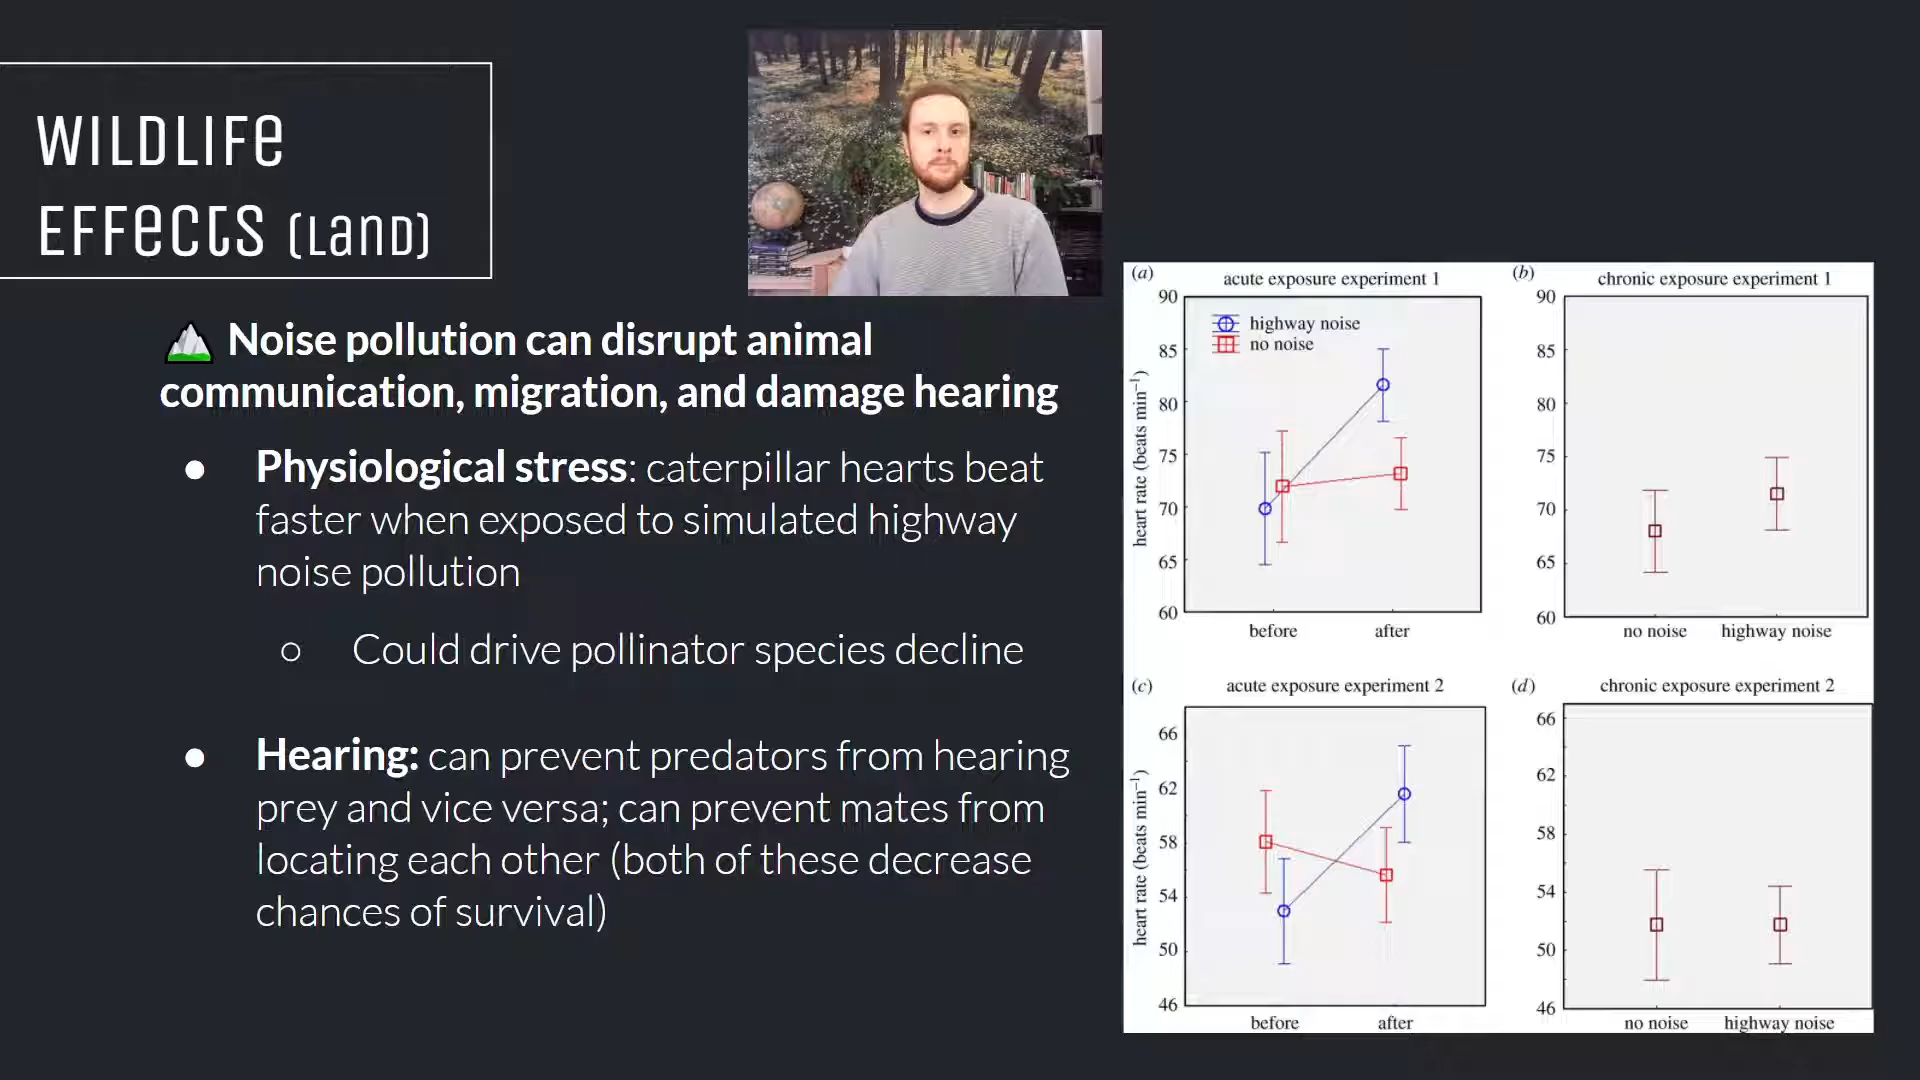 WILDLIFE
EFFECTS (LAND)
Noise pollution can disrupt animal
communication, migration, and damage hearing
● Physiological stress: caterpillar hearts beat
faster when exposed to simulated highway
noise pollution
○ Could drive pollinator species decline
● Hearing: can prevent predators from hearing
prey and vice versa; can prevent mates from
locating each other (both of these decrease
chances of survival)
(a) acute exposure experiment 1
90
85
80
75
70
65
60
heart rate (beats min⁻¹)
highway noise
no noise
before after
(b) chronic exposure experiment 1
90
85
80
75
70
65
60
no noise highway noise
(c) acute exposure experiment 2
66
62
58
54
50
46
heart rate (beats min⁻¹)
before after
(d) chronic exposure experiment 2
66
62
58
54
50
46
no noise highway noise